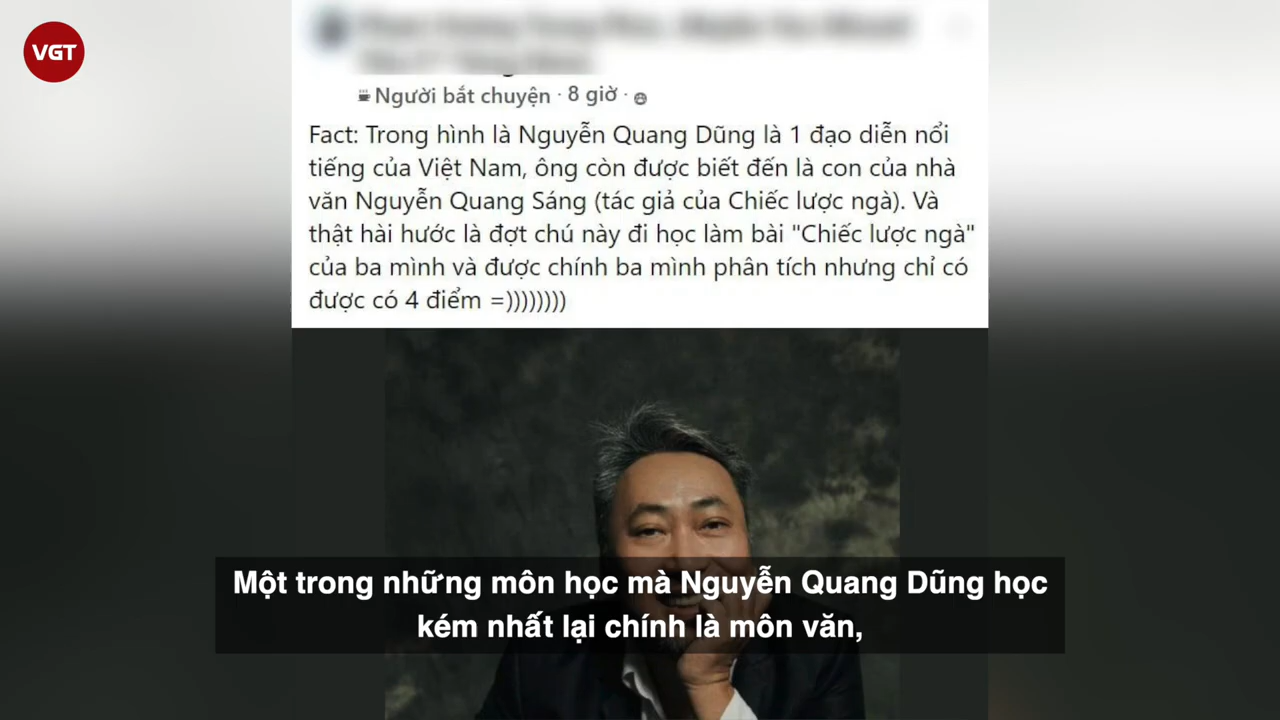 VGT
Người bắt chuyện · 8 giờ ·
Fact: Trong hình là Nguyễn Quang Dũng là 1 đạo diễn nổi
tiếng của Việt Nam, ông còn được biết đến là con của nhà
văn Nguyễn Quang Sáng (tác giả của Chiếc lược ngà). Và
thật hài hước là đợt chú này đi học làm bài "Chiếc lược ngà"
của ba mình và được chính ba mình phân tích nhưng chỉ có
được có 4 điểm =))))))))
Một trong những môn học mà Nguyễn Quang Dũng học
kém nhất lại chính là môn văn,